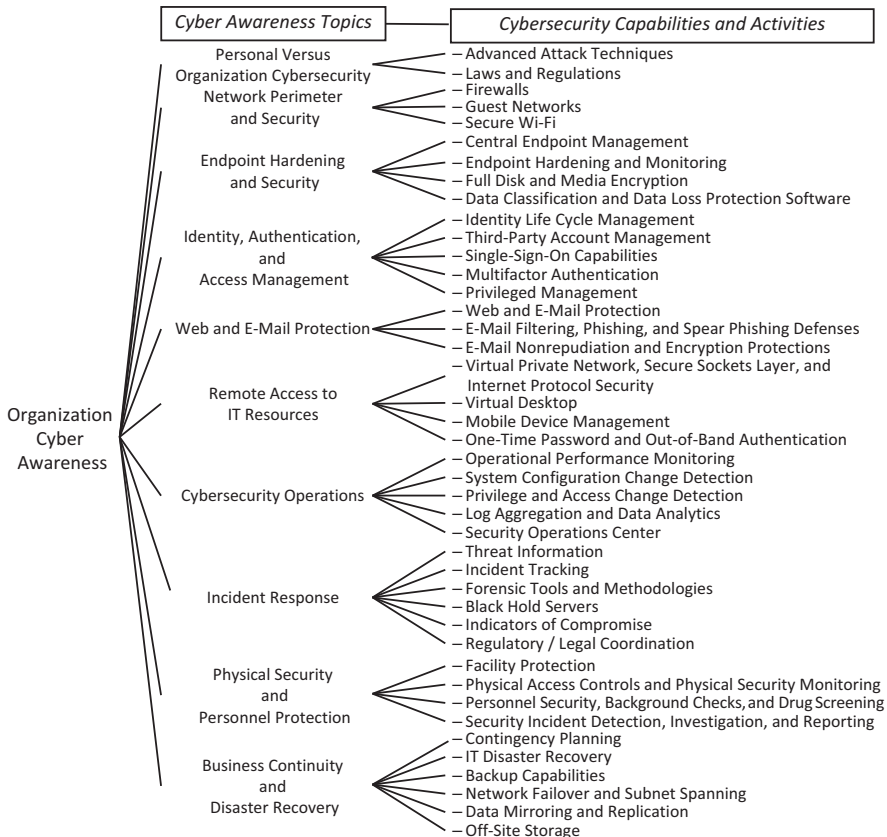 Cyber Awareness Topics
Cybersecurity Capabilities and Activities
Organization
Cyber
Awareness
Personal Versus
Organization Cybersecurity
– Advanced Attack Techniques
– Laws and Regulations
Network Perimeter
and Security
– Firewalls
– Guest Networks
– Secure Wi-Fi
Endpoint Hardening
and Security
– Central Endpoint Management
– Endpoint Hardening and Monitoring
– Full Disk and Media Encryption
– Data Classification and Data Loss Protection Software
Identity, Authentication,
and
Access Management
– Identity Life Cycle Management
– Third-Party Account Management
– Single-Sign-On Capabilities
– Multifactor Authentication
– Privileged Management
Web and E-Mail Protection
– Web and E-Mail Protection
– E-Mail Filtering, Phishing, and Spear Phishing Defenses
– E-Mail Nonrepudiation and Encryption Protections
Remote Access to
IT Resources
– Virtual Private Network, Secure Sockets Layer, and
Internet Protocol Security
– Virtual Desktop
– Mobile Device Management
– One-Time Password and Out-of-Band Authentication
Cybersecurity Operations
– Operational Performance Monitoring
– System Configuration Change Detection
– Privilege and Access Change Detection
– Log Aggregation and Data Analytics
– Security Operations Center
Incident Response
– Threat Information
– Incident Tracking
– Forensic Tools and Methodologies
– Black Hold Servers
– Indicators of Compromise
– Regulatory / Legal Coordination
Physical Security
and
Personnel Protection
– Facility Protection
– Physical Access Controls and Physical Security Monitoring
– Personnel Security, Background Checks, and Drug Screening
– Security Incident Detection, Investigation, and Reporting
Business Continuity
and
Disaster Recovery
– Contingency Planning
– IT Disaster Recovery
– Backup Capabilities
– Network Failover and Subnet Spanning
– Data Mirroring and Replication
– Off-Site Storage